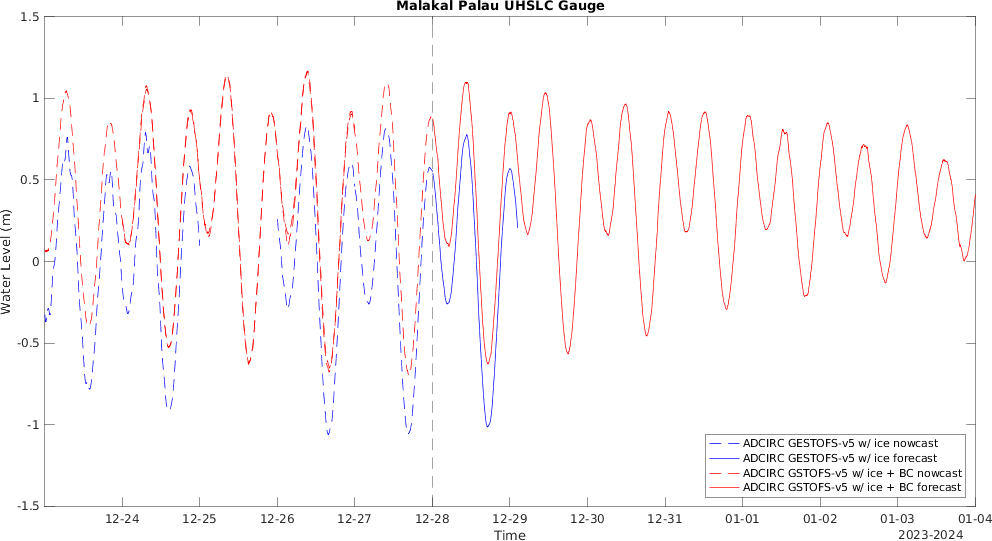 Malakal Palau UHSLC Gauge
1.5
1
0.5
0
-0.5
-1
-1.5
Water Level (m)
12-24
12-25
12-26
12-27
12-28
12-29
12-30
12-31
01-01
01-02
01-03
01-04
Time
2023-2024
ADCIRC GESTOFS-v5 w/ ice nowcast
ADCIRC GESTOFS-v5 w/ ice forecast
ADCIRC GSTOFS-v5 w/ ice + BC nowcast
ADCIRC GSTOFS-v5 w/ ice + BC forecast